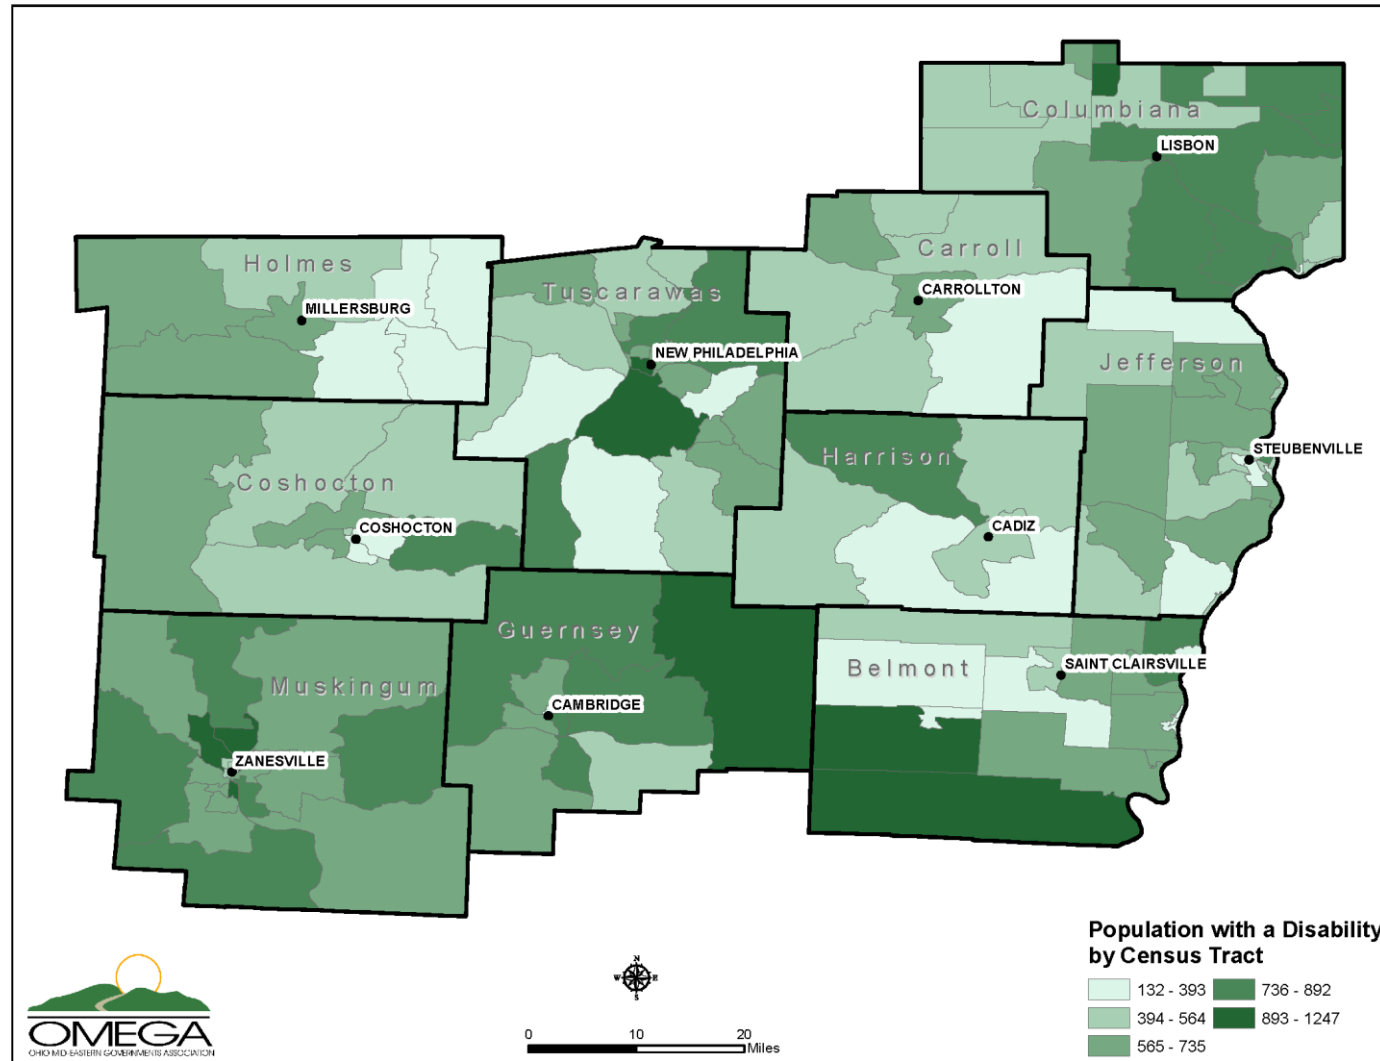 Columbiana
LISBON
Carroll
CARROLLTON
Holmes
MILLERSBURG
Tuscarawas
NEW PHILADELPHIA
Jefferson
STEUBENVILLE
Harrison
CADIZ
Coshocton
COSHOCTON
Guernsey
CAMBRIDGE
Belmont
SAINT CLAIRSVILLE
Muskingum
ZANESVILLE
Population with a Disability
by Census Tract
132 - 393
736 - 892
394 - 564
893 - 1247
565 - 735
N
W
E
S
0 10 20
Miles
OMEGA
OHIO MID-EASTERN GOVERNMENTS ASSOCIATION